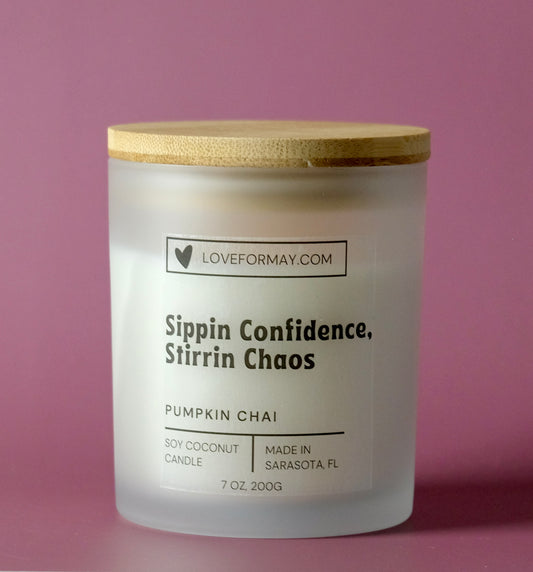 LOVEFORMAY.COM
Sippin Confidence,
Stirrin Chaos
PUMPKIN CHAI
SOY COCONUT
CANDLE
MADE IN
SARASOTA, FL
7 OZ, 200G